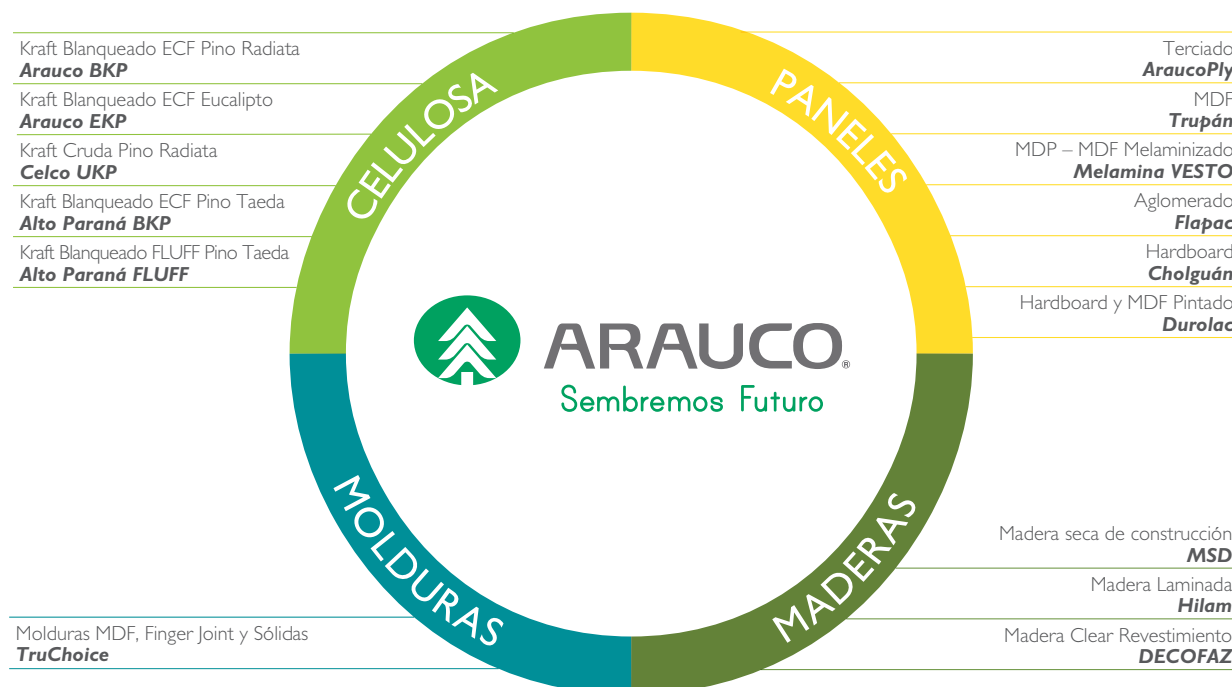 Kraft Blanqueado ECF Pino Radiata
Arauco BKP
Kraft Blanqueado ECF Eucalipto
Arauco EKP
Kraft Cruda Pino Radiata
Celco UKP
Kraft Blanqueado ECF Pino Taeda
Alto Paraná BKP
Kraft Blanqueado FLUFF Pino Taeda
Alto Paraná FLUFF
CELULOSA
PANELES
Terciado
AraucoPly
MDF
Trupán
MDP – MDF Melaminizado
Melamina VESTO
Aglomerado
Flapac
Hardboard
Cholguán
Hardboard y MDF Pintado
Durolac
ARAUCO®
Sembremos Futuro
MOLDURAS
MADERAS
Molduras MDF, Finger Joint y Sólidas
TruChoice
Madera seca de construcción
MSD
Madera Laminada
Hilam
Madera Clear Revestimiento
DECOFAZ